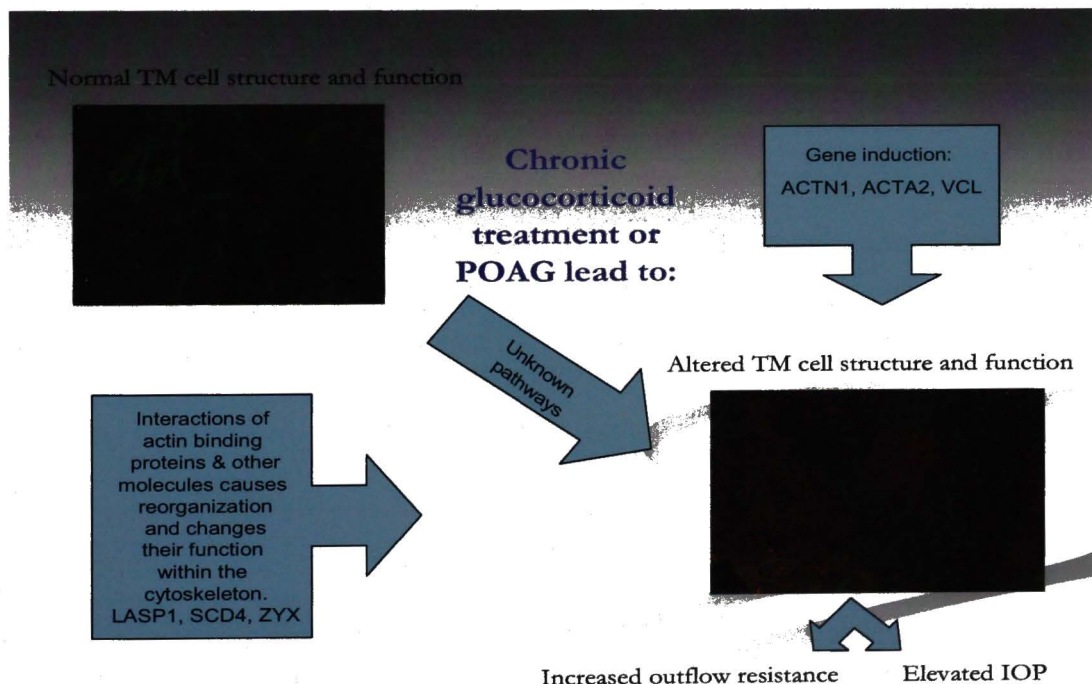 Normal TM cell structure and function
Chronic
glucocorticoid
treatment or
POAG lead to:
Gene induction:
ACTN1, ACTA2, VCL
Unknown
pathways
Altered TM cell structure and function
Interactions of
actin binding
proteins & other
molecules causes
reorganization
and changes
their function
within the
cytoskeleton.
LASP1, SCD4, ZYX
Increased outflow resistance
Elevated IOP